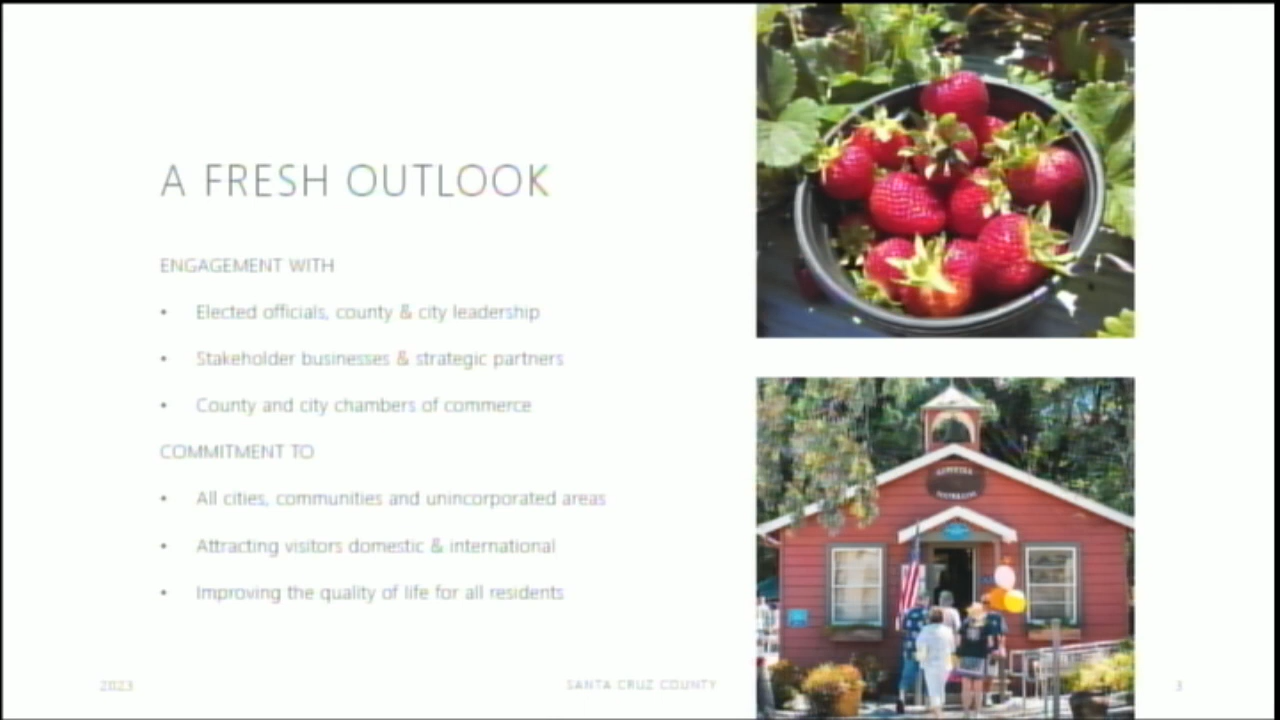 A FRESH OUTLOOK
ENGAGEMENT WITH
• Elected officials, county & city leadership
• Stakeholder businesses & strategic partners
• County and city chambers of commerce
COMMITMENT TO
• All cities, communities and unincorporated areas
• Attracting visitors domestic & international
• Improving the quality of life for all residents
2023
SANTA CRUZ COUNTY
3